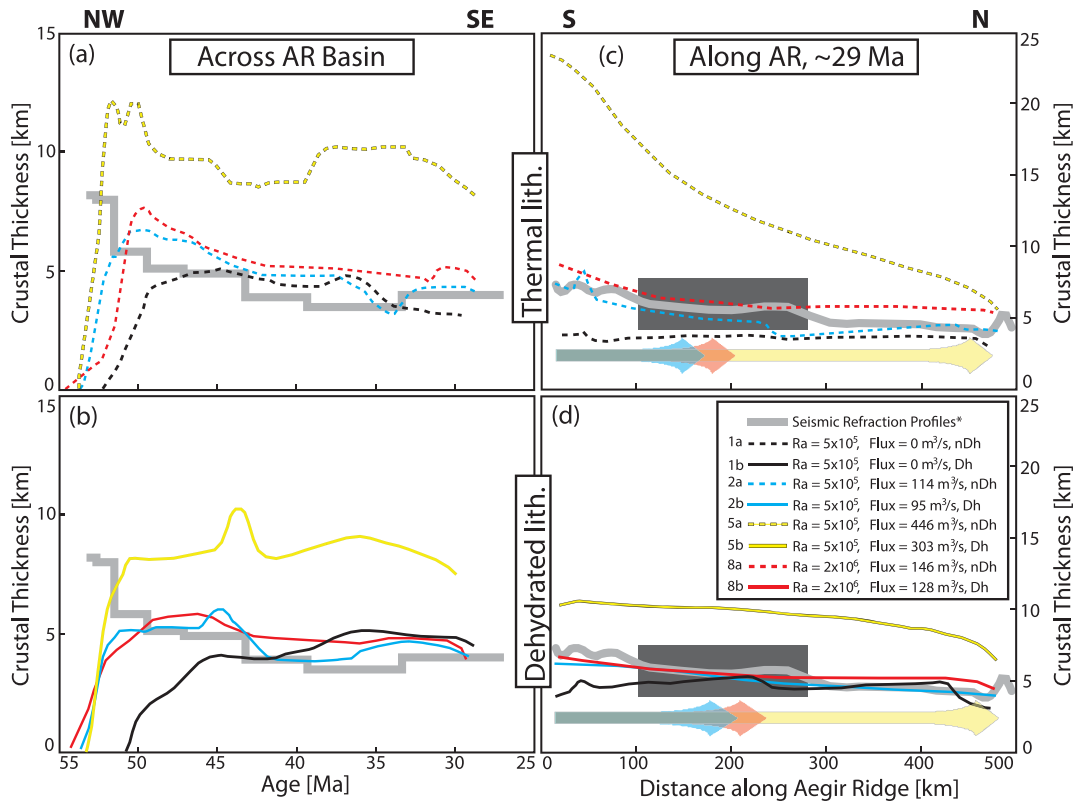 NW SE S N
(a) Across AR Basin
(c) Along AR, ~29 Ma
15
10
5
0
Crustal Thickness [km]
Thermal lith.
25
20
15
10
5
0
Crustal Thickness [km]
(b)
15
10
5
0
Crustal Thickness [km]
55 50 45 40 35 30 25
Age [Ma]
Dehydrated lith.
(d)
Seismic Refraction Profiles*
1a Ra = 5x10⁵, Flux = 0 m³/s, nDh
1b Ra = 5x10⁵, Flux = 0 m³/s, Dh
2a Ra = 5x10⁵, Flux = 114 m³/s, nDh
2b Ra = 5x10⁵, Flux = 95 m³/s, Dh
5a Ra = 5x10⁵, Flux = 446 m³/s, nDh
5b Ra = 5x10⁵, Flux = 303 m³/s, Dh
8a Ra = 2x10⁶, Flux = 146 m³/s, nDh
8b Ra = 2x10⁶, Flux = 128 m³/s, Dh
25
20
15
10
5
0
Crustal Thickness [km]
0 100 200 300 400 500
Distance along Aegir Ridge [km]